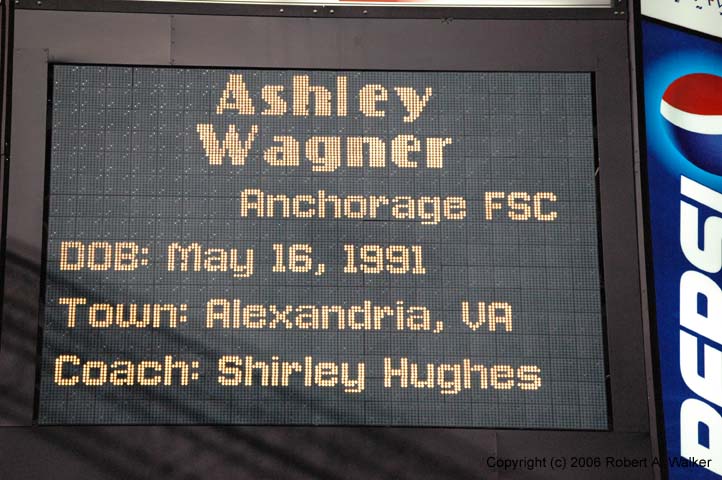 Ashley
Wagner
Anchorage FSC
DOB: May 16, 1991
Town: Alexandria, VA
Coach: Shirley Hughes
PEPSI
Copyright (c) 2006 Robert A. Walker